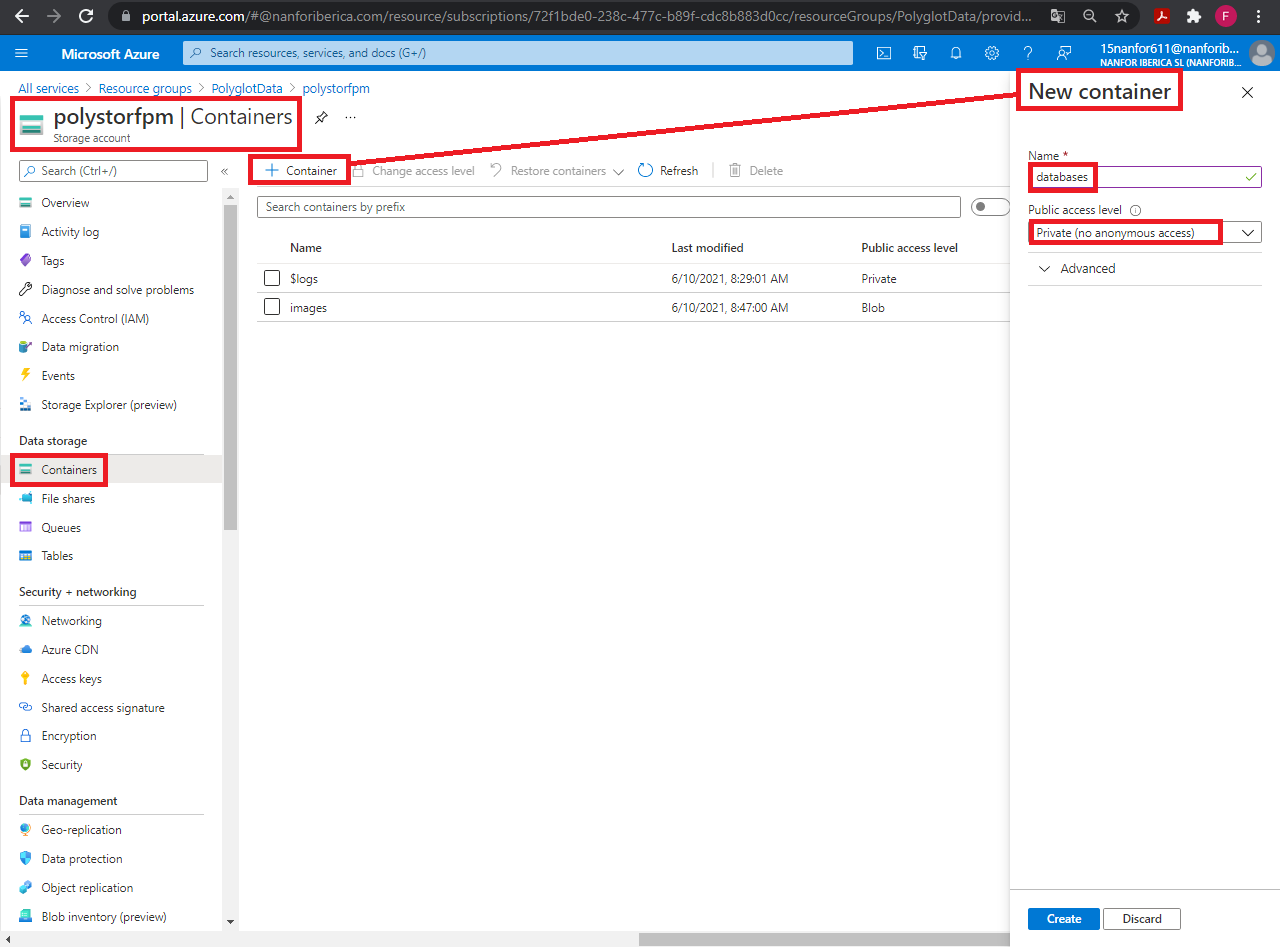 portal.azure.com/#@nanforiberica.com/resource/subscriptions/72f1bde0-238c-477c-b89f-cdc8b883d0cc/resourceGroups/PolyglotData/provid...
F
Microsoft Azure
Search resources, services, and docs (G+/)
15nanfor611@nanforib...
NANFOR IBERICA SL (NANFORIB...
All services > Resource groups > PolyglotData > polystorfpm
polystorfpm | Containers
...
Storage account
Search (Ctrl+/)
«
Overview
Activity log
Tags
Diagnose and solve problems
Access Control (IAM)
Data migration
Events
Storage Explorer (preview)
Data storage
Containers
File shares
Queues
Tables
Security + networking
Networking
Azure CDN
Access keys
Shared access signature
Encryption
Security
Data management
Geo-replication
Data protection
Object replication
Blob inventory (preview)
+ Container
Change access level
Restore containers
Refresh
Delete
Search containers by prefix
Name Last modified Public access level
$logs 6/10/2021, 8:29:01 AM Private
images 6/10/2021, 8:47:00 AM Blob
New container
Name *
databases
Public access level
Private (no anonymous access)
Advanced
Create Discard